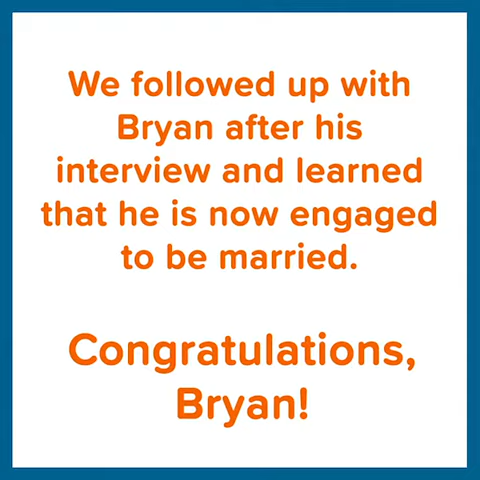 We followed up with
Bryan after his
interview and learned
that he is now engaged
to be married.
Congratulations,
Bryan!